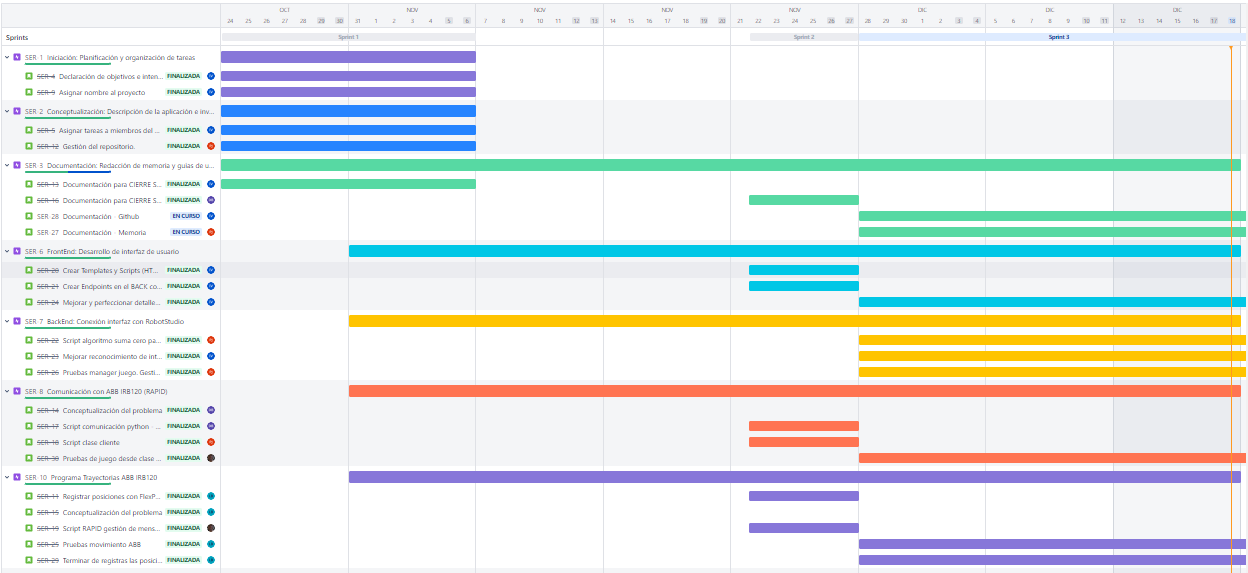 OCT NOV NOV NOV NOV DIC DIC DIC
24 25 26 27 28 29 30 31 1 2 3 4 5 6 7 8 9 10 11 12 13 14 15 16 17 18 19 20 21 22 23 24 25 26 27 28 29 30 1 2 3 4 5 6 7 8 9 10 11 12 13 14 15 16 17 18
Sprints Sprint 1 Sprint 2 Sprint 3
SER-1 Iniciación: Planificación y organización de tareas
SER-4 Declaración de objetivos e inten... FINALIZADA
SER-9 Asignar nombre al proyecto FINALIZADA
SER-2 Conceptualización: Descripción de la aplicación e inv...
SER-5 Asignar tareas a miembros del ... FINALIZADA
SER-12 Gestión del repositorio. FINALIZADA
SER-3 Documentación: Redacción de memoria y guías de u...
SER-13 Documentación para CIERRE S... FINALIZADA
SER-16 Documentación para CIERRE S... FINALIZADA
SER-28 Documentación - Github EN CURSO
SER-27 Documentación - Memoria EN CURSO
SER-6 FrontEnd: Desarrollo de interfaz de usuario
SER-20 Crear Templates y Scripts (HT... FINALIZADA
SER-21 Crear Endpoints en el BACK co... FINALIZADA
SER-24 Mejorar y perfeccionar detalle... FINALIZADA
SER-7 BackEnd: Conexión interfaz con RobotStudio
SER-22 Script algoritmo suma cero pa... FINALIZADA
SER-23 Mejorar reconocimiento de int... FINALIZADA
SER-26 Pruebas manager juego. Gesti... FINALIZADA
SER-8 Comunicación con ABB IRB120 (RAPID)
SER-14 Conceptualización del problema FINALIZADA
SER-17 Script comunicación python - ... FINALIZADA
SER-18 Script clase cliente FINALIZADA
SER-30 Pruebas de juego desde clase ... FINALIZADA
SER-10 Programa Trayectorias ABB IRB120
SER-11 Registrar posiciones con FlexP... FINALIZADA
SER-15 Conceptualización del problema FINALIZADA
SER-19 Script RAPID gestión de mens... FINALIZADA
SER-25 Pruebas movimiento ABB FINALIZADA
SER-29 Terminar de registras las posici... FINALIZADA